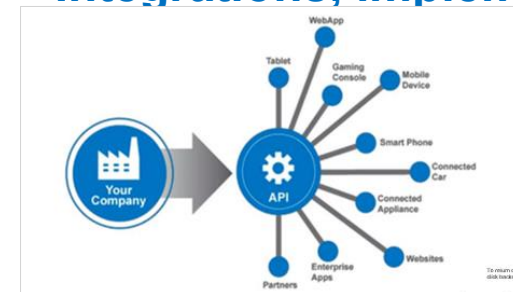 WebApp
Tablet
Gaming
Console
Mobile
Device
Smart Phone
Your
Company
API
Connected
Car
Connected
Appliance
Websites
Enterprise
Apps
Partners